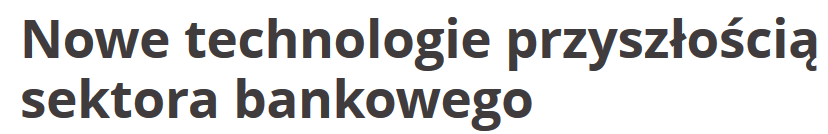 Nowe technologie przyszłością
sektora bankowego